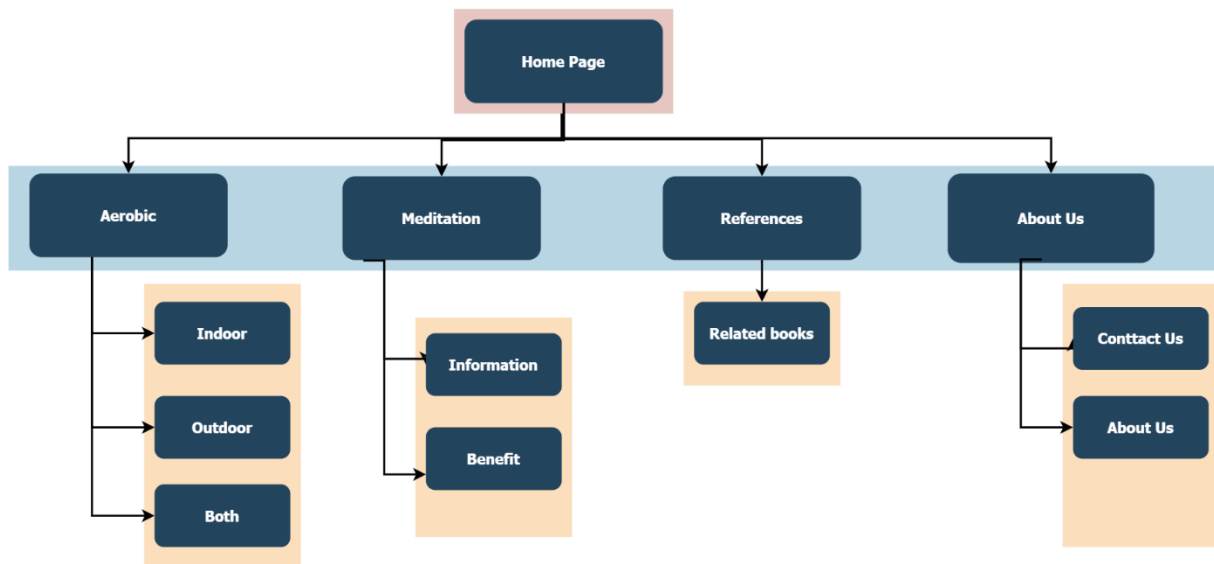 Home Page
Aerobic
Meditation
References
About Us
Indoor
Outdoor
Both
Information
Benefit
Related books
Conttact Us
About Us